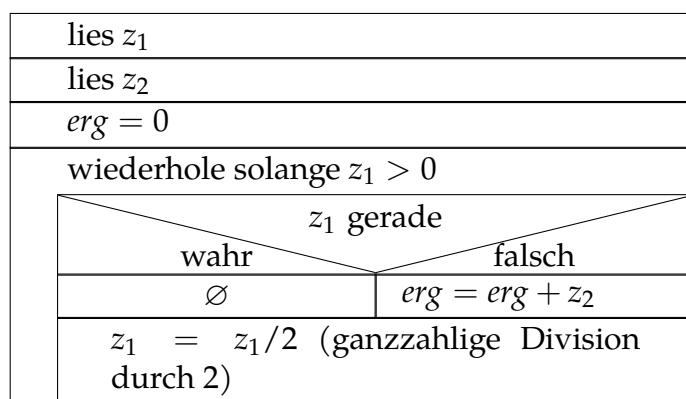 lies z₁
lies z₂
erg = 0
wiederhole solange z₁ > 0
z₁ gerade
wahr falsch
∅ erg = erg + z₂
z₁ = z₁/2 (ganzzahlige Division
durch 2)